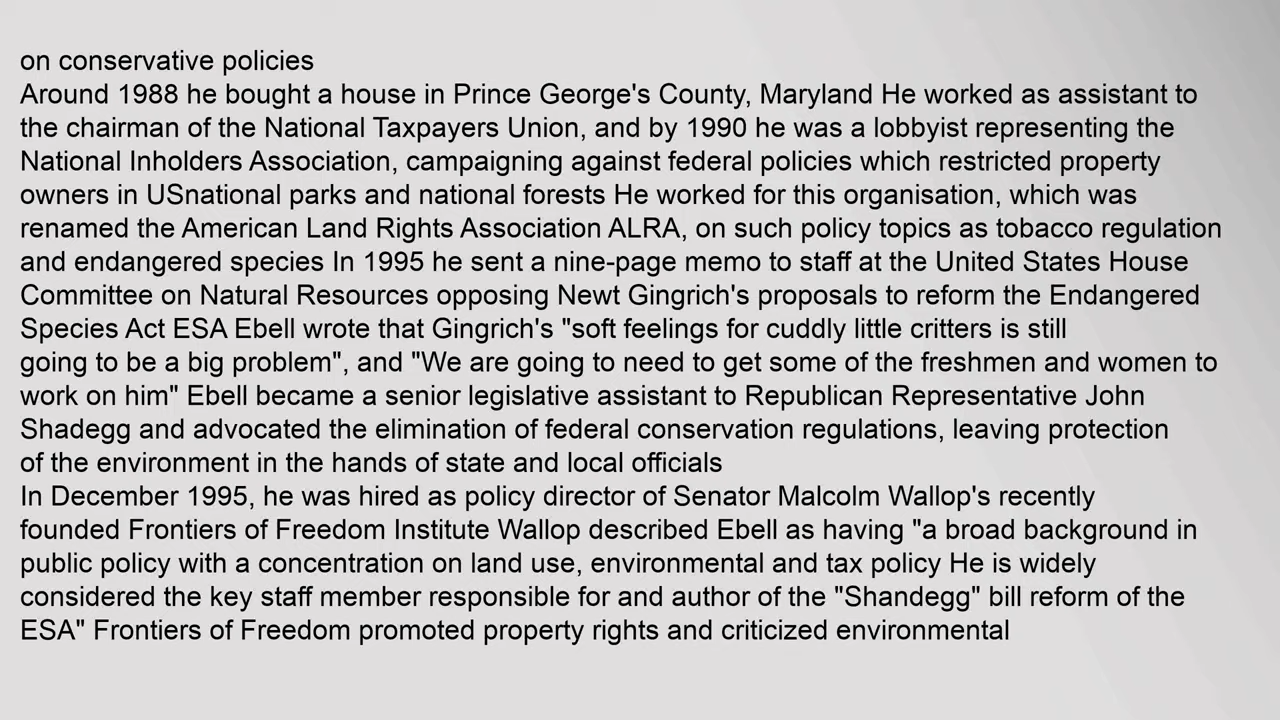 on conservative policies
Around 1988 he bought a house in Prince George's County, Maryland He worked as assistant to
the chairman of the National Taxpayers Union, and by 1990 he was a lobbyist representing the
National Inholders Association, campaigning against federal policies which restricted property
owners in USnational parks and national forests He worked for this organisation, which was
renamed the American Land Rights Association ALRA, on such policy topics as tobacco regulation
and endangered species In 1995 he sent a nine-page memo to staff at the United States House
Committee on Natural Resources opposing Newt Gingrich's proposals to reform the Endangered
Species Act ESA Ebell wrote that Gingrich's "soft feelings for cuddly little critters is still
going to be a big problem", and "We are going to need to get some of the freshmen and women to
work on him" Ebell became a senior legislative assistant to Republican Representative John
Shadegg and advocated the elimination of federal conservation regulations, leaving protection
of the environment in the hands of state and local officials
In December 1995, he was hired as policy director of Senator Malcolm Wallop's recently
founded Frontiers of Freedom Institute Wallop described Ebell as having "a broad background in
public policy with a concentration on land use, environmental and tax policy He is widely
considered the key staff member responsible for and author of the "Shandegg" bill reform of the
ESA" Frontiers of Freedom promoted property rights and criticized environmental